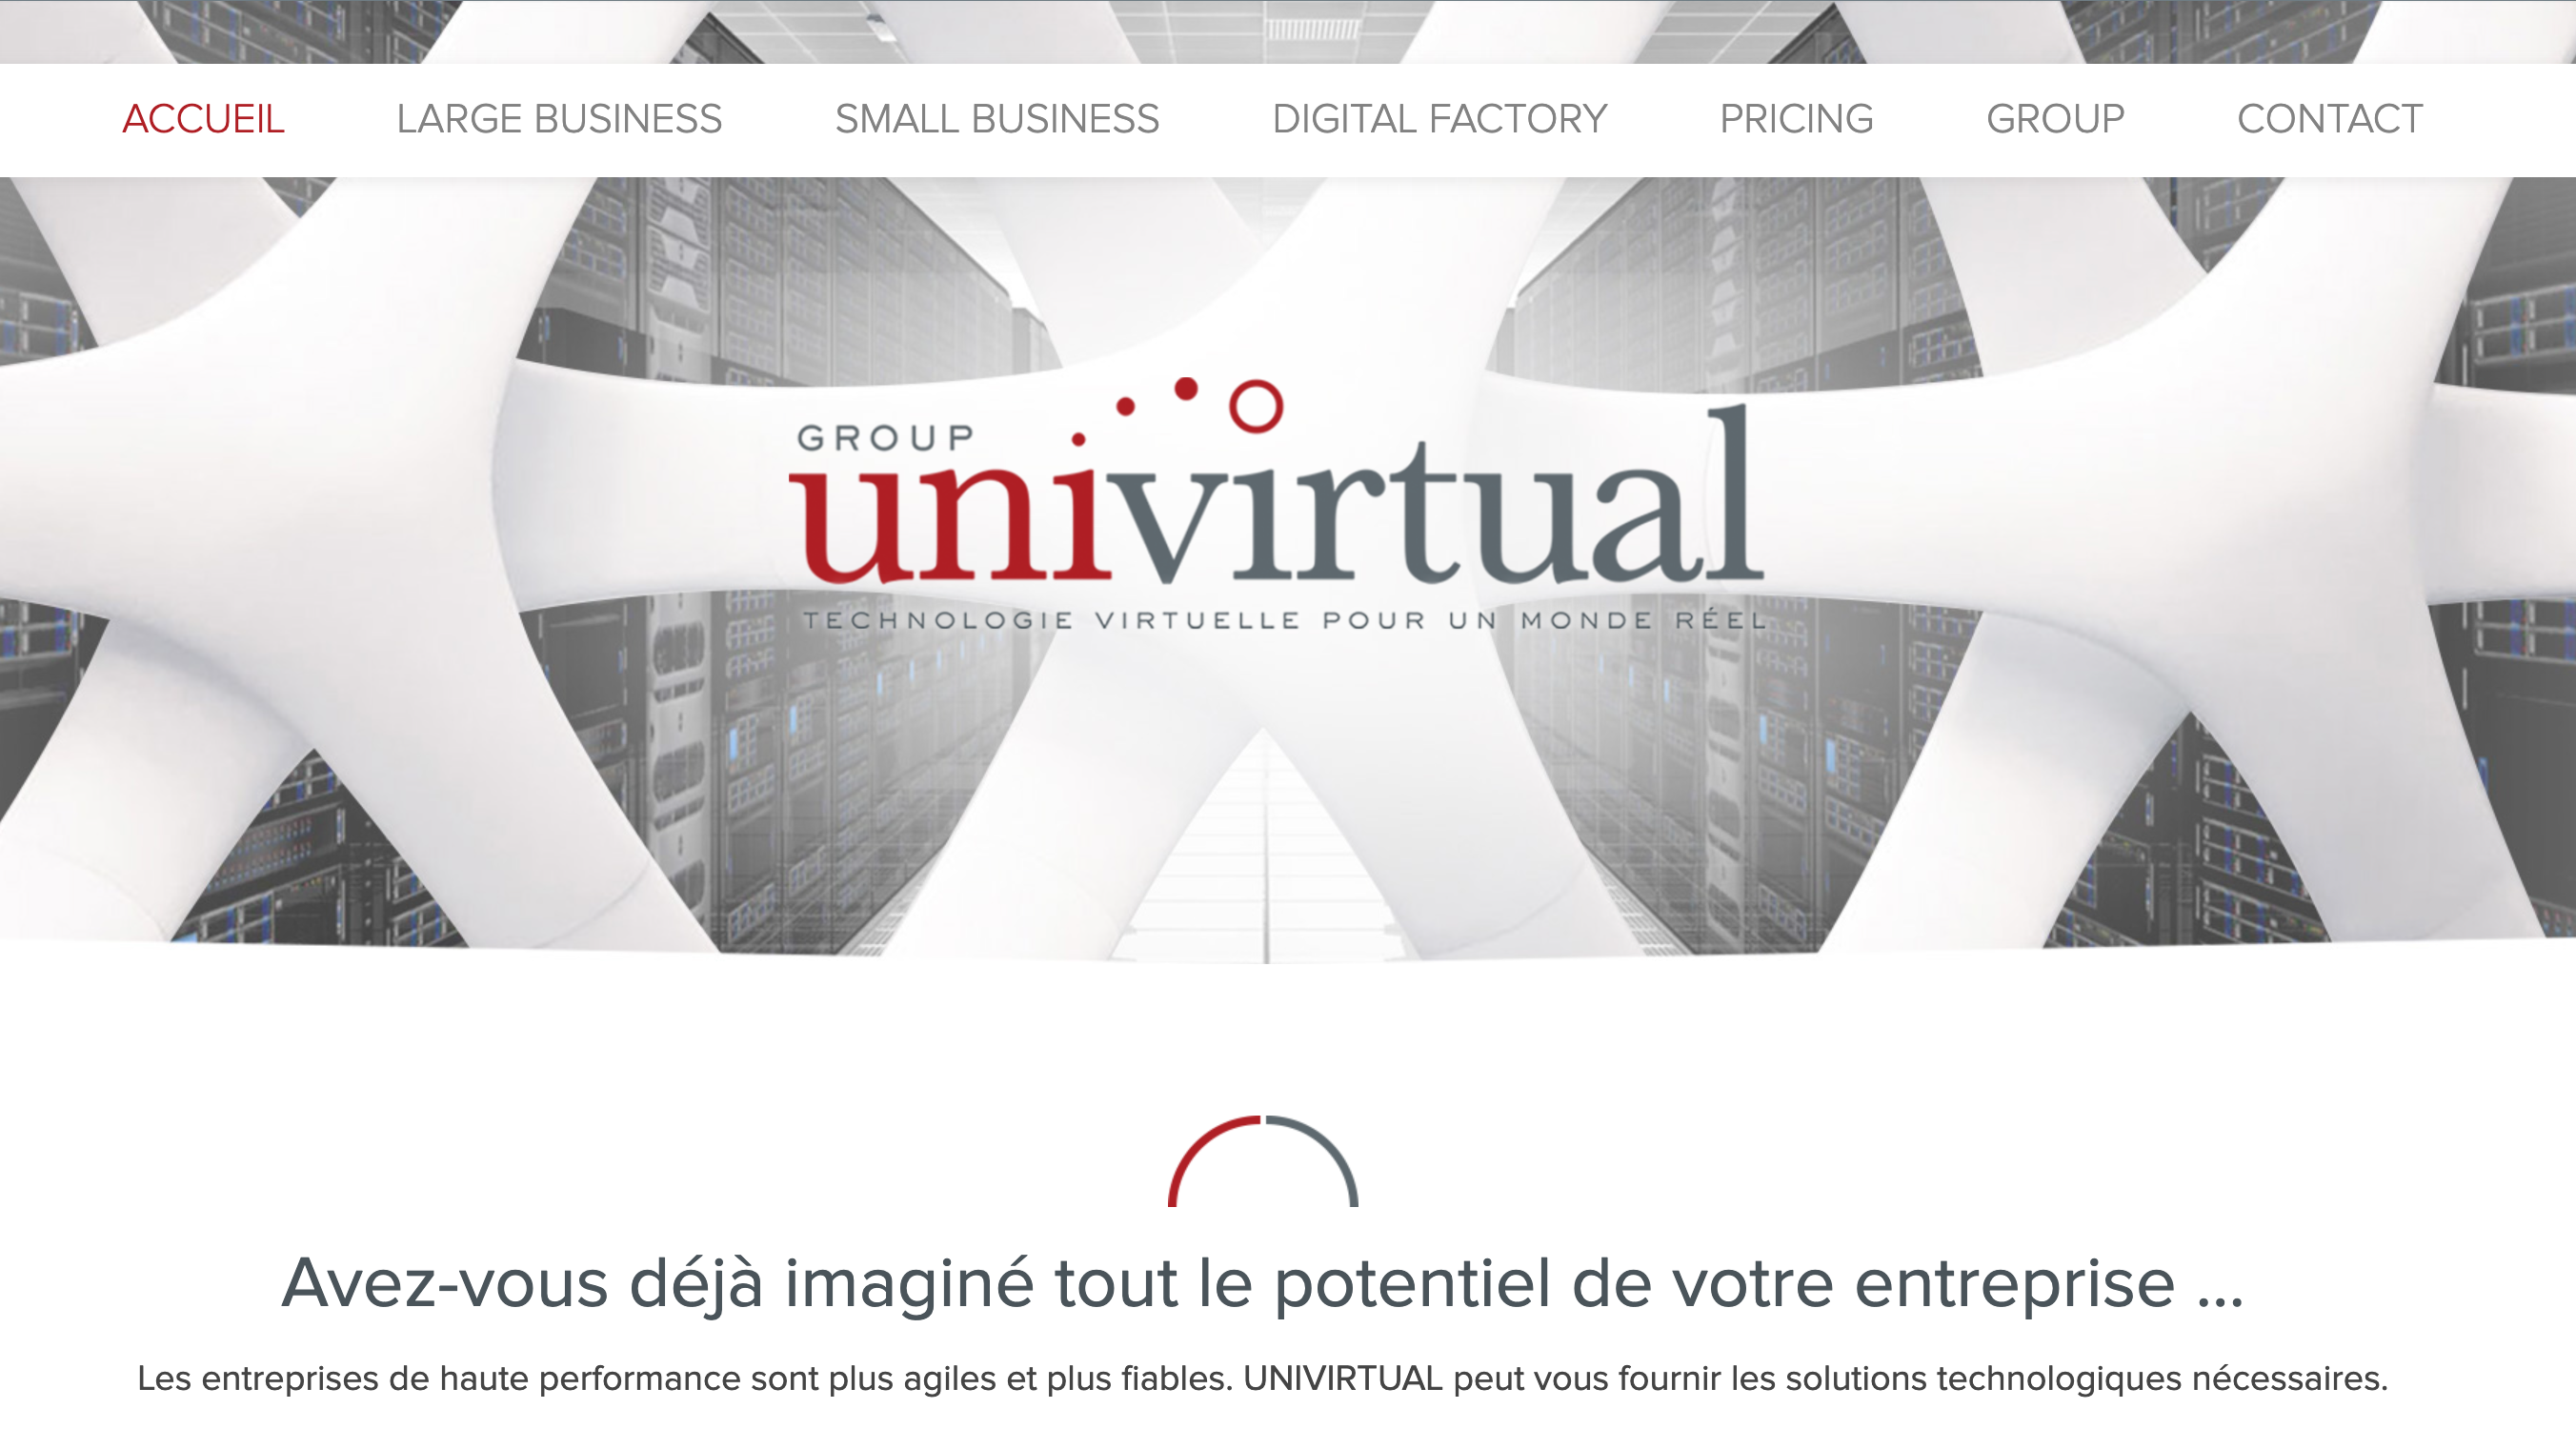 ACCUEIL LARGE BUSINESS SMALL BUSINESS DIGITAL FACTORY PRICING GROUP CONTACT
GROUP
univirtual
TECHNOLOGIE VIRTUELLE POUR UN MONDE RÉEL
Avez-vous déjà imaginé tout le potentiel de votre entreprise ...
Les entreprises de haute performance sont plus agiles et plus fiables. UNIVIRTUAL peut vous fournir les solutions technologiques nécessaires.